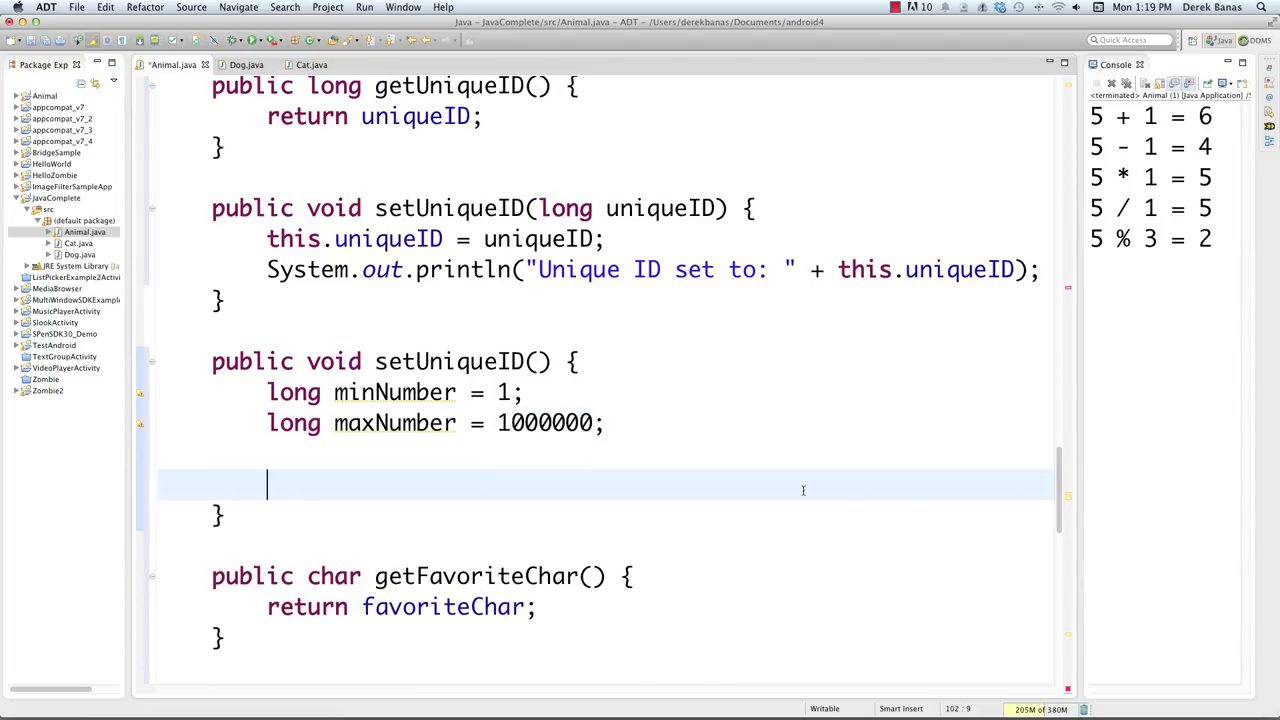 ADT File Edit Refactor Source Navigate Search Project Run Window Help 10 Mon 1:19 PM Derek Banas
Java - JavaComplete/src/Animal.java - ADT - /Users/derekbanas/Documents/android4
Quick Access Java DDMS
Package Exp *Animal.java Dog.java Cat.java Console
<terminated> Animal (1) [Java Application] /S
Animal
appcompat_v7
appcompat_v7_2
appcompat_v7_3
appcompat_v7_4
BridgeSample
HelloWorld
HelloZombie
ImageFilterSampleApp
JavaComplete
src
(default package)
Animal.java
Cat.java
Dog.java
JRE System Library [Ju
ListPickerExample2Activi
MediaBrowser
MultiWindowSDKExample
MusicPlayerActivity
SlookActivity
SPenSDK30_Demo
TestAndroid
TextGroupActivity
VideoPlayerActivity
Zombie
Zombie2
public long getUniqueID() {
return uniqueID;
}
public void setUniqueID(long uniqueID) {
this.uniqueID = uniqueID;
System.out.println("Unique ID set to: " + this.uniqueID);
}
public void setUniqueID() {
long minNumber = 1;
long maxNumber = 1000000;
}
public char getFavoriteChar() {
return favoriteChar;
}
5 + 1 = 6
5 - 1 = 4
5 * 1 = 5
5 / 1 = 5
5 % 3 = 2
Writable Smart Insert 102 : 9 205M of 380M